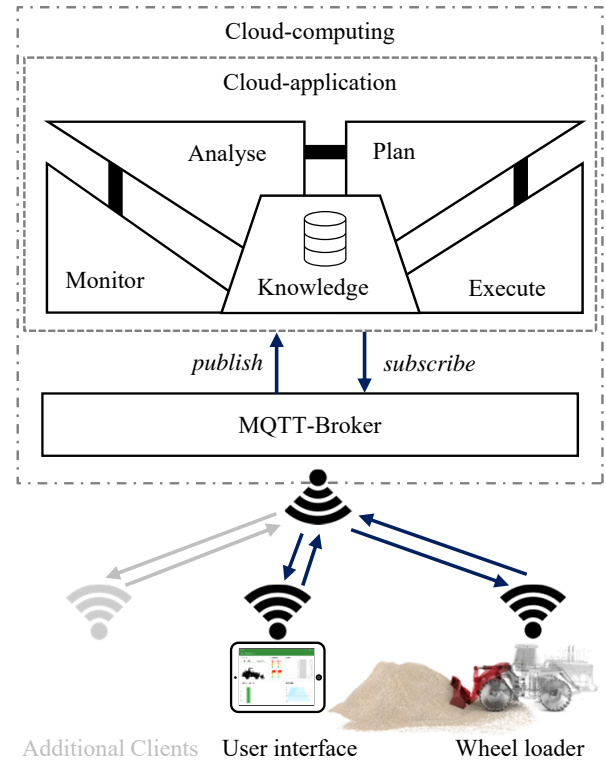 Cloud-computing
Cloud-application
Analyse
Plan
Monitor
Knowledge
Execute
publish
subscribe
MQTT-Broker
Additional Clients
User interface
Wheel loader